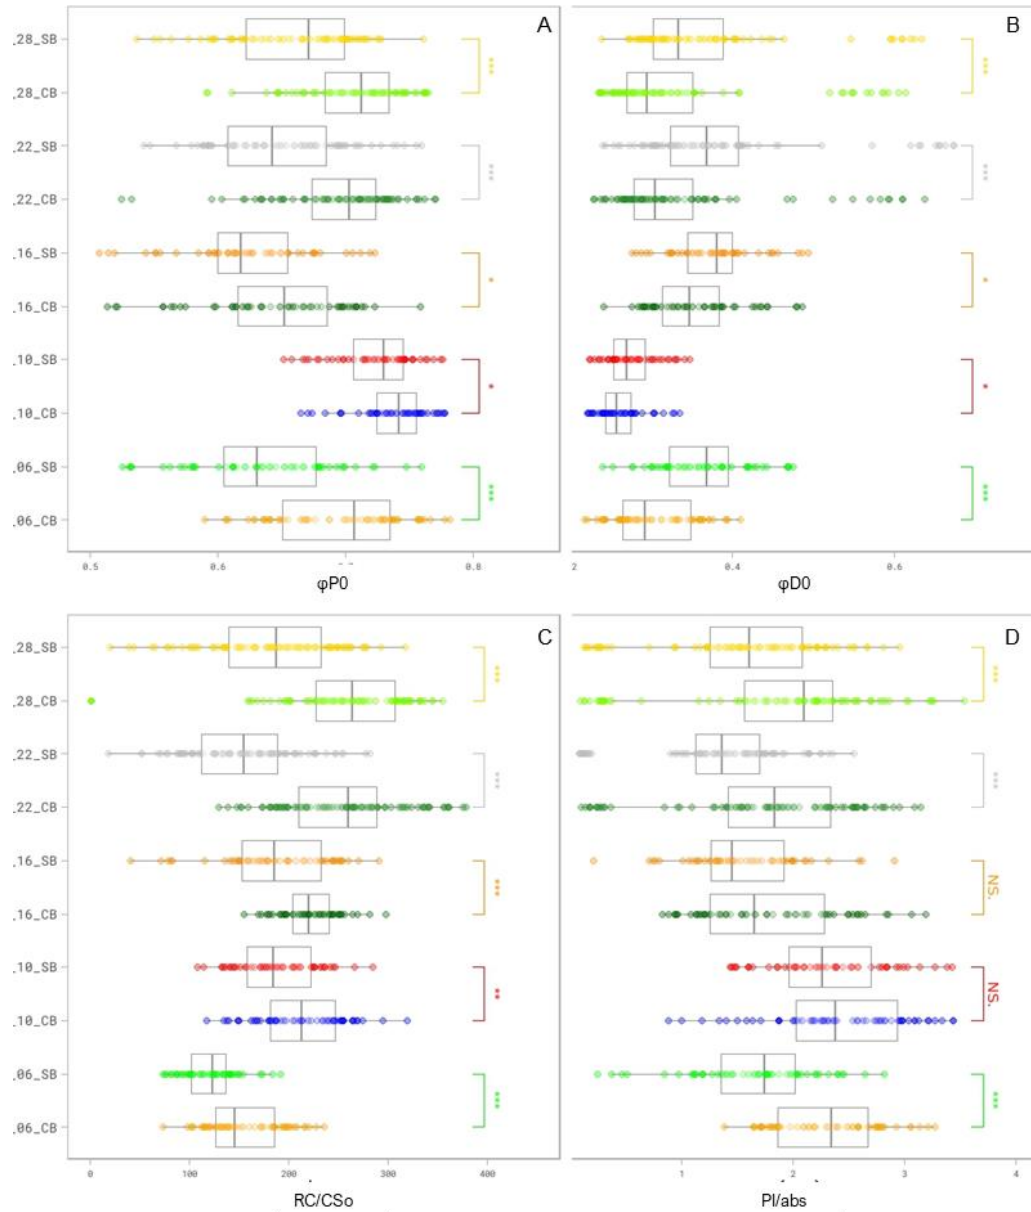 A
B
.28_SB
***
***
.28_CB
.22_SB
***
***
.22_CB
.16_SB
*
*
.16_CB
.10_SB
*
*
.10_CB
.06_SB
***
***
.06_CB
0.5
0.6
0.8
2
0.4
0.6
φP0
φD0
C
D
.28_SB
***
***
.28_CB
.22_SB
***
***
.22_CB
.16_SB
***
NS.
.16_CB
.10_SB
**
NS.
.10_CB
.06_SB
***
***
.06_CB
0
100
200
300
400
1
2
3
4
RC/CSo
PI/abs